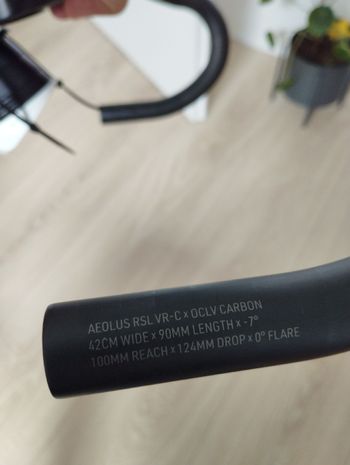 AEOLUS RSL VR-C x OCLV CARBON
42CM WIDE x 90MM LENGTH x -7°
100MM REACH x 124MM DROP x 0° FLARE